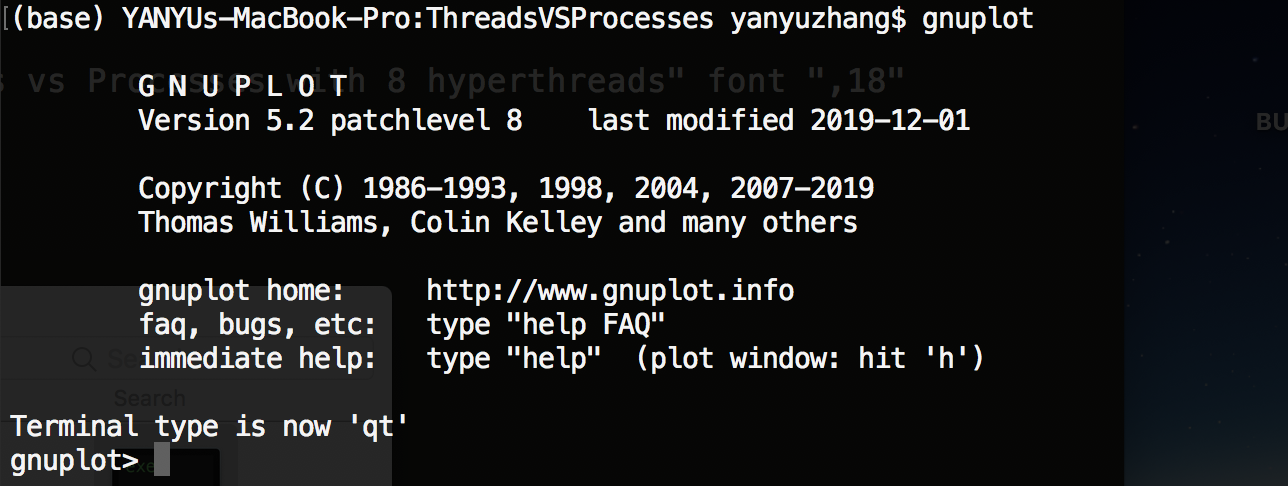 (base) YANYUs-MacBook-Pro:ThreadsVSProcesses yanyuzhang$ gnuplot
s vs Processes with 8 hyperthreads" font ",18"
G N U P L O T
Version 5.2 patchlevel 8    last modified 2019-12-01
BU
Copyright (C) 1986-1993, 1998, 2004, 2007-2019
Thomas Williams, Colin Kelley and many others
gnuplot home:     http://www.gnuplot.info
faq, bugs, etc:   type "help FAQ"
immediate help:   type "help"  (plot window: hit 'h')
Search
Terminal type is now 'qt'
gnuplot>